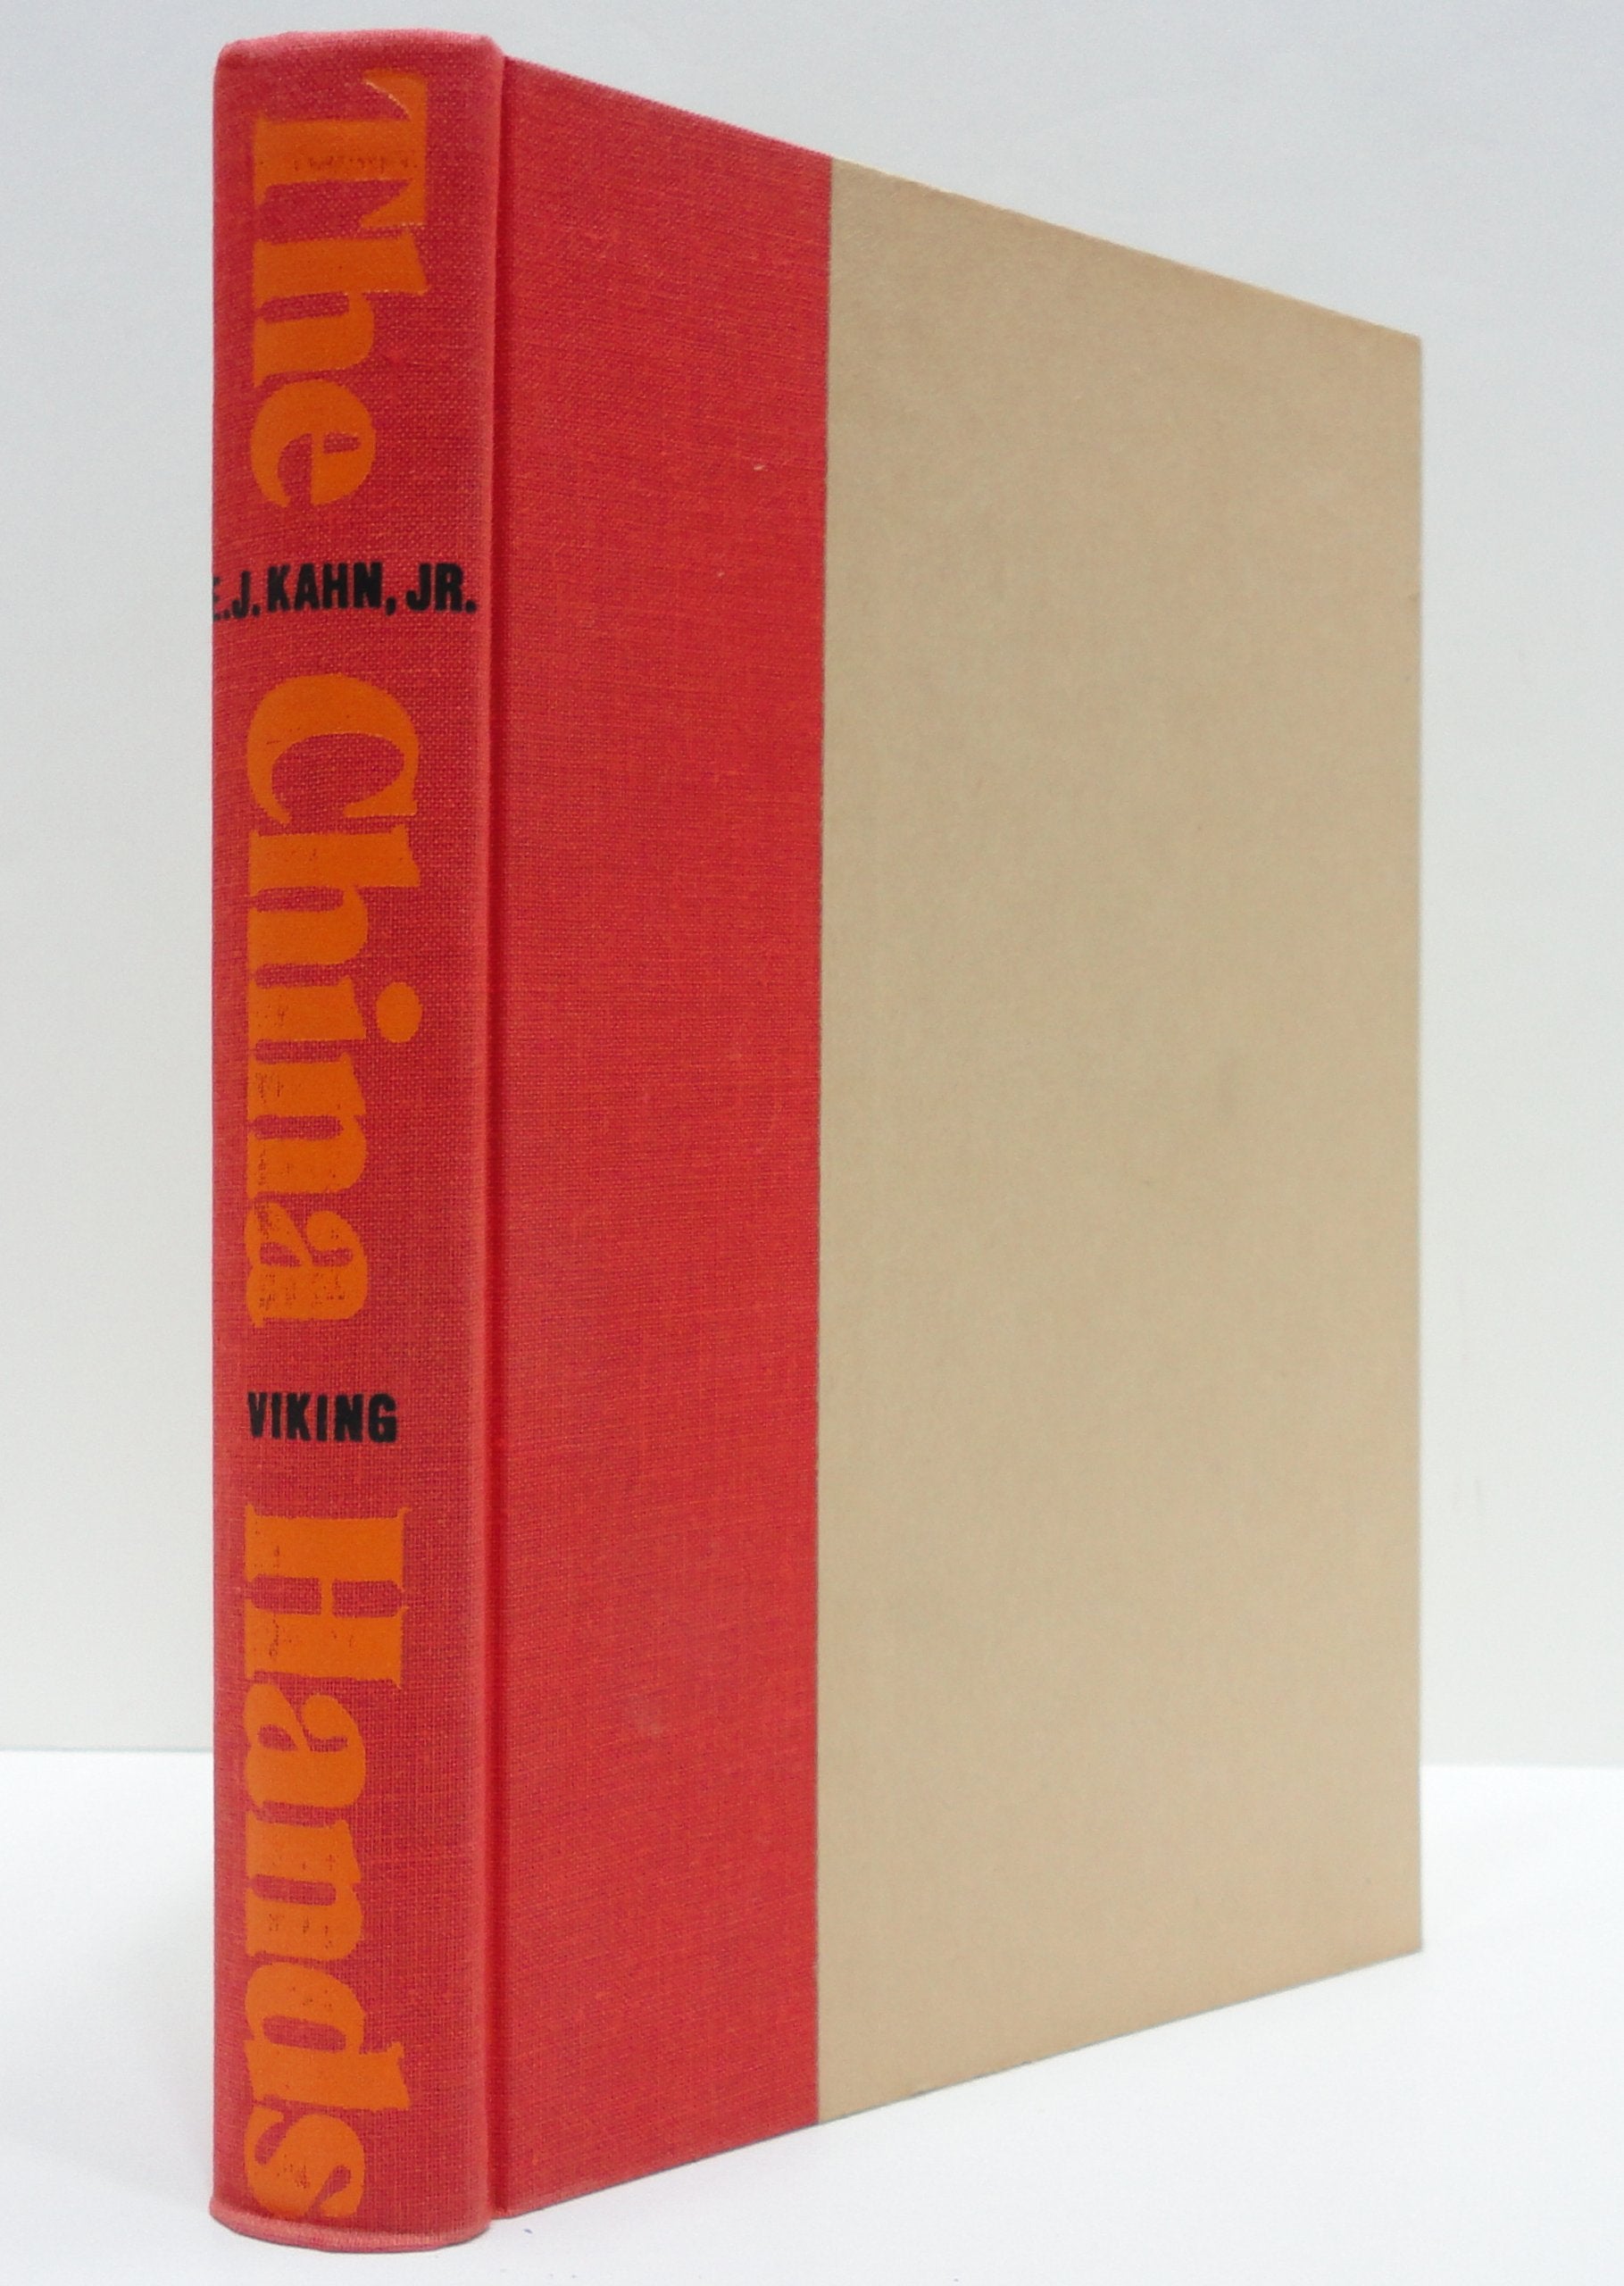 The
E.J. KAHN, JR.
China
VIKING
Hands